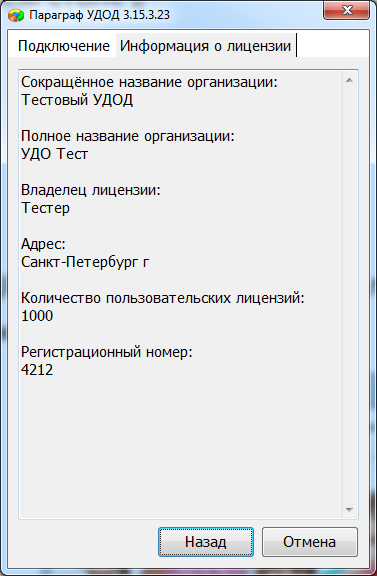 Параграф УДОД 3.15.3.23
Подключение Информация о лицензии
Сокращённое название организации:
Тестовый УДОД
Полное название организации:
УДО Тест
Владелец лицензии:
Тестер
Адрес:
Санкт-Петербург г
Количество пользовательских лицензий:
1000
Регистрационный номер:
4212
Назад Отмена